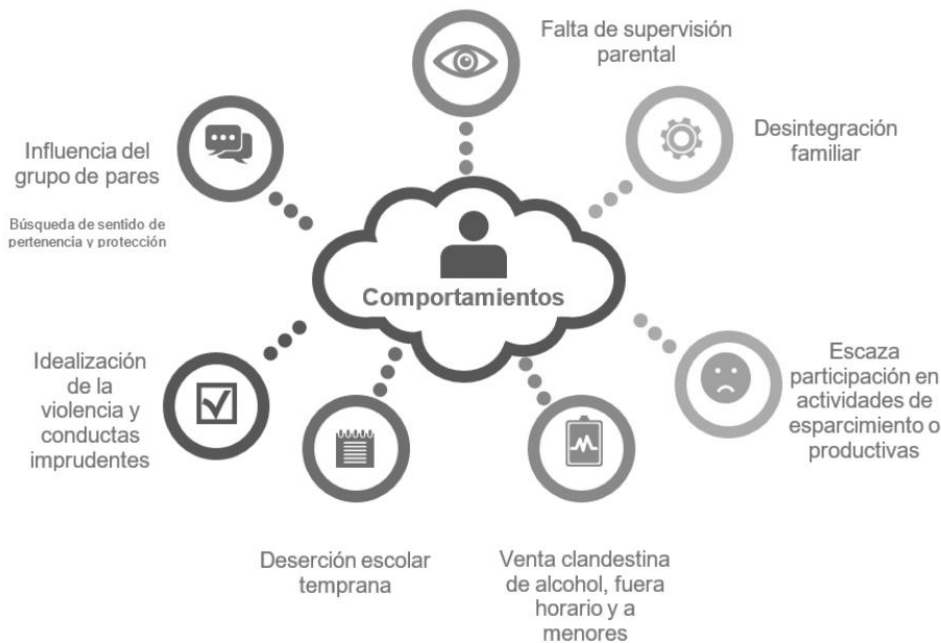 Falta de supervisión
parental
Desintegración
familiar
Influencia del
grupo de pares
Búsqueda de sentido de
pertenencia y protección
Comportamientos
Idealización
de la
violencia y
conductas
imprudentes
Escaza
participación en
actividades de
esparcimiento o
productivas
Deserción escolar
temprana
Venta clandestina
de alcohol, fuera
horario y a
menores